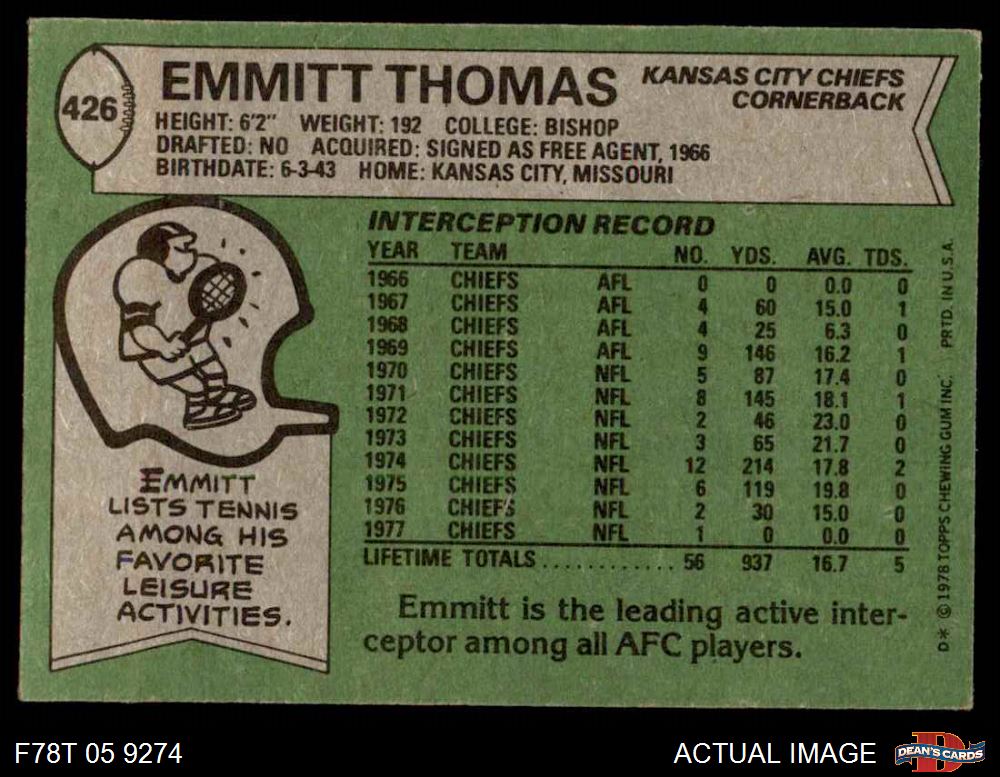 426
EMMITT THOMAS
KANSAS CITY CHIEFS
CORNERBACK
HEIGHT: 6'2" WEIGHT: 192 COLLEGE: BISHOP
DRAFTED: NO ACQUIRED: SIGNED AS FREE AGENT, 1966
BIRTHDATE: 6-3-43 HOME: KANSAS CITY, MISSOURI
INTERCEPTION RECORD
YEAR TEAM NO. YDS. AVG. TDS.
1966 CHIEFS AFL 0 0 0.0 0
1967 CHIEFS AFL 4 60 15.0 1
1968 CHIEFS AFL 4 25 6.3 0
1969 CHIEFS AFL 9 146 16.2 1
1970 CHIEFS NFL 5 87 17.4 0
1971 CHIEFS NFL 8 145 18.1 1
1972 CHIEFS NFL 2 46 23.0 0
1973 CHIEFS NFL 3 65 21.7 0
1974 CHIEFS NFL 12 214 17.8 2
1975 CHIEFS NFL 6 119 19.8 0
1976 CHIEFS NFL 2 30 15.0 0
1977 CHIEFS NFL 1 0 0.0 0
LIFETIME TOTALS ............ 56 937 16.7 5
Emmitt is the leading active inter-
ceptor among all AFC players.
EMMITT
LISTS TENNIS
AMONG HIS
FAVORITE
LEISURE
ACTIVITIES.
D* © 1978 TOPPS CHEWING GUM INC. PRTD. IN U.S.A.
F78T 05 9274
ACTUAL IMAGE
D
DEAN'S CARDS